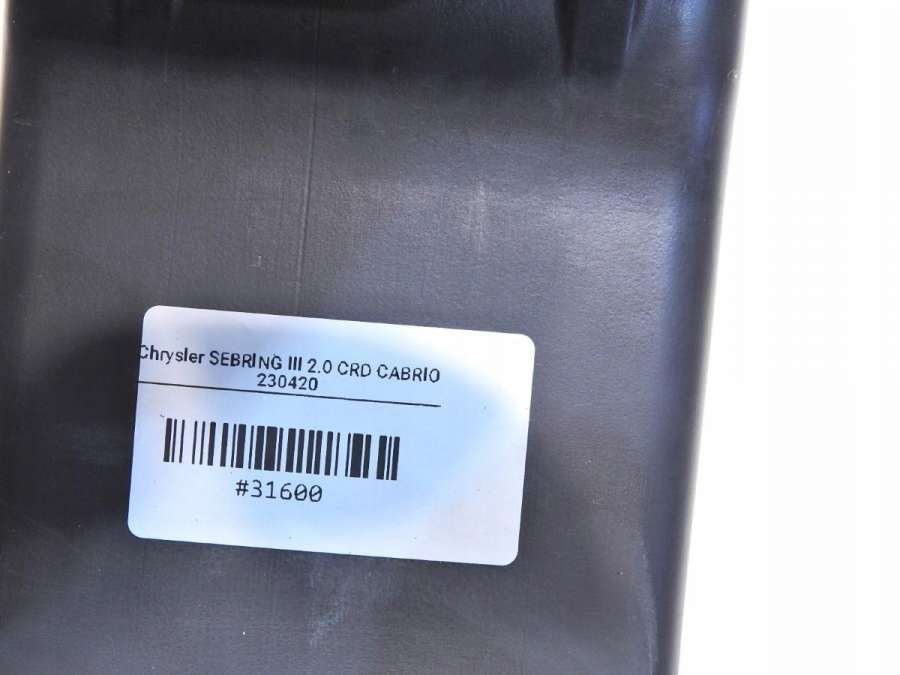 Chrysler SEBRING III 2.0 CRD CABRIO
230420
#31600